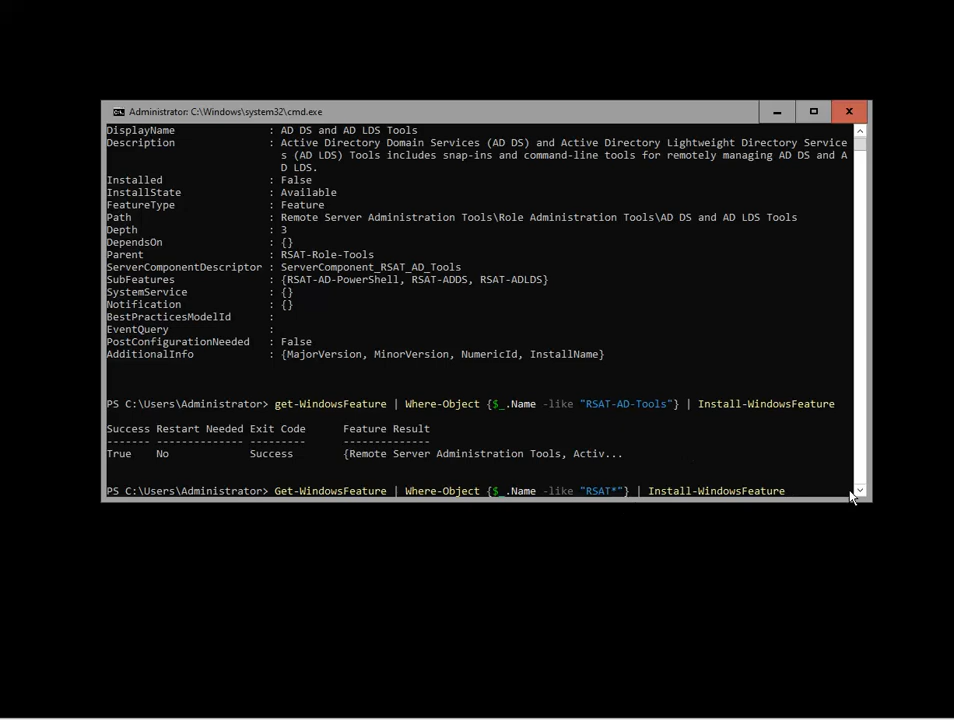 Administrator: C:\Windows\system32\cmd.exe
DisplayName : AD DS and AD LDS Tools
Description : Active Directory Domain Services (AD DS) and Active Directory Lightweight Directory Service
s (AD LDS) Tools includes snap-ins and command-line tools for remotely managing AD DS and A
D LDS.
Installed : False
InstallState : Available
FeatureType : Feature
Path : Remote Server Administration Tools\Role Administration Tools\AD DS and AD LDS Tools
Depth : 3
DependsOn : {}
Parent : RSAT-Role-Tools
ServerComponentDescriptor : ServerComponent_RSAT_AD_Tools
SubFeatures : {RSAT-AD-PowerShell, RSAT-ADDS, RSAT-ADLDS}
SystemService : {}
Notification : {}
BestPracticesModelId :
EventQuery :
PostConfigurationNeeded : False
AdditionalInfo : {MajorVersion, MinorVersion, NumericId, InstallName}
PS C:\Users\Administrator> get-WindowsFeature | Where-Object {$_.Name -like "RSAT-AD-Tools"} | Install-WindowsFeature
Success Restart Needed Exit Code Feature Result
------- -------------- --------- --------------
True No Success {Remote Server Administration Tools, Activ...
PS C:\Users\Administrator> Get-WindowsFeature | Where-Object {$_.Name -like "RSAT*"} | Install-WindowsFeature